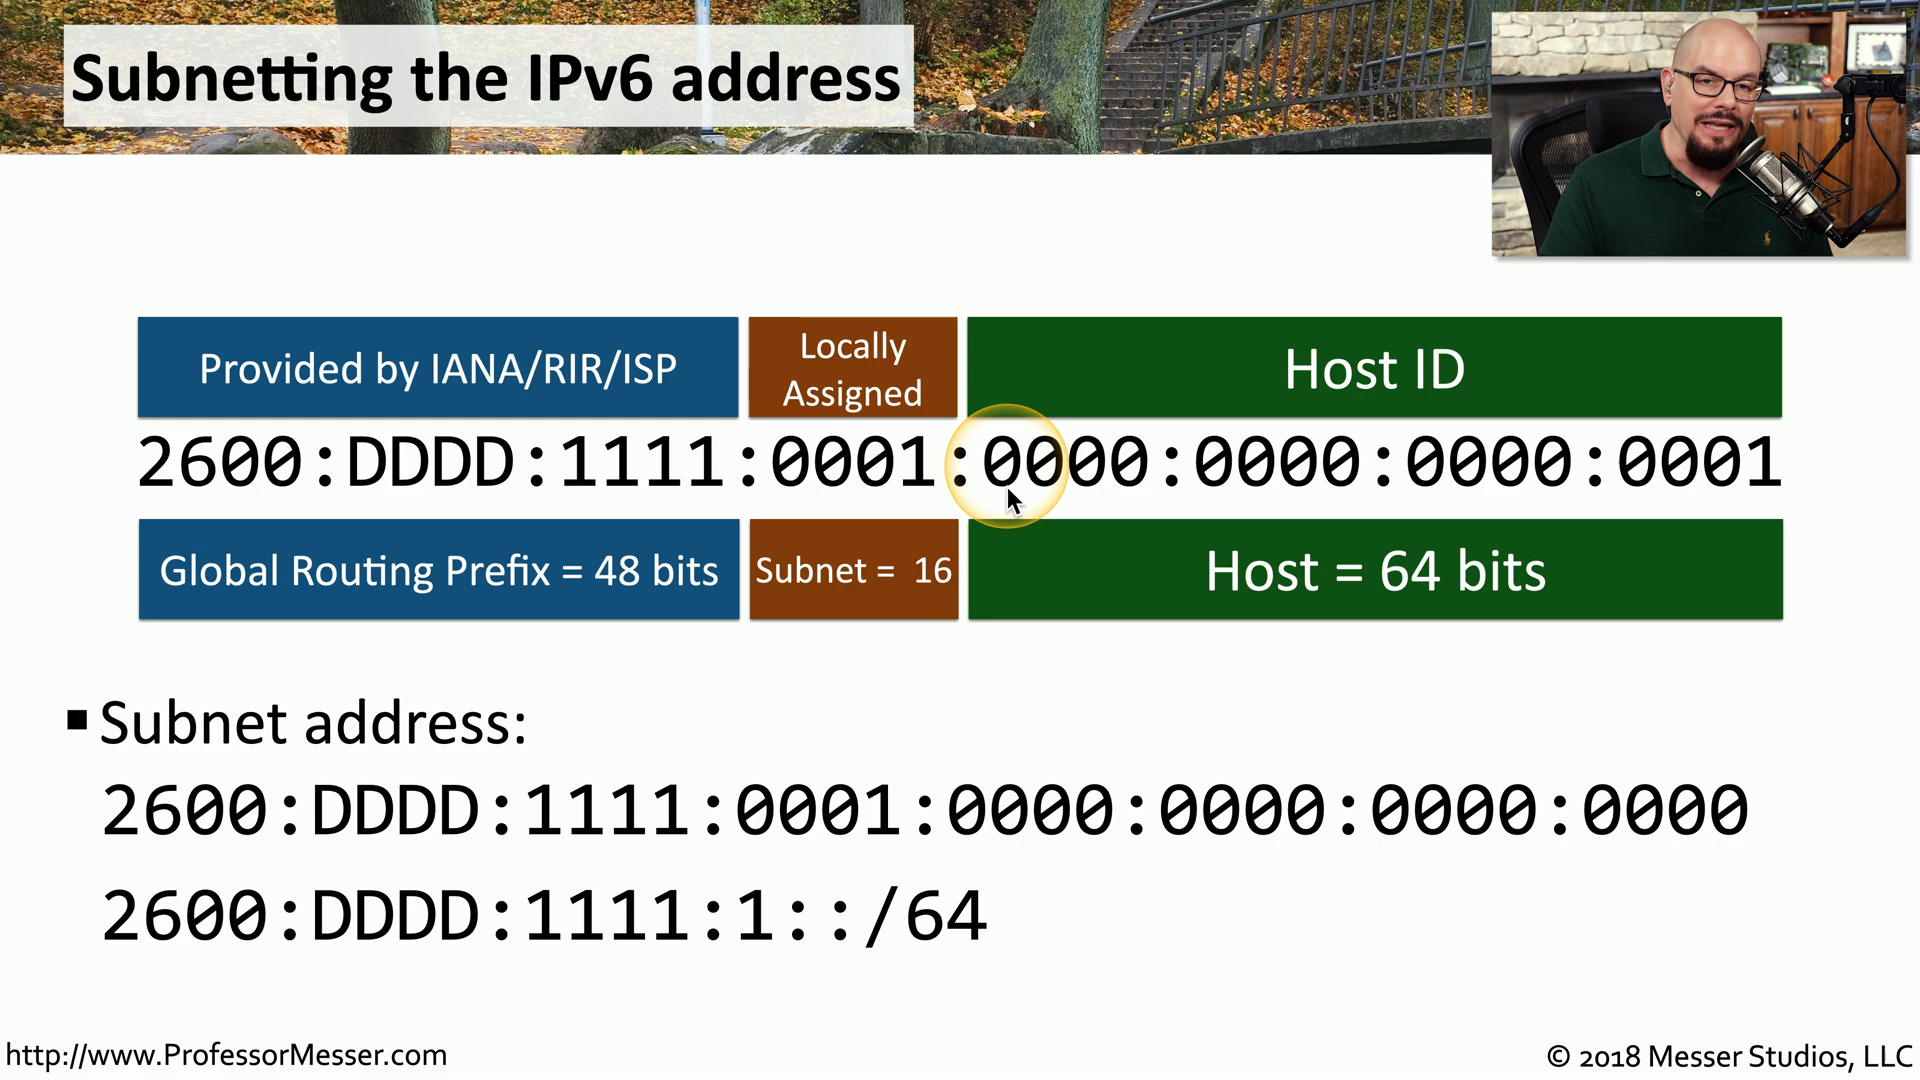 Subnetting the IPv6 address
Provided by IANA/RIR/ISP
Locally
Assigned
Host ID
2600:DDDD:1111:0001:0000:0000:0000:0001
Global Routing Prefix = 48 bits
Subnet = 16
Host = 64 bits
▪ Subnet address:
2600:DDDD:1111:0001:0000:0000:0000:0000
2600:DDDD:1111:1::/64
http://www.ProfessorMesser.com
© 2018 Messer Studios, LLC